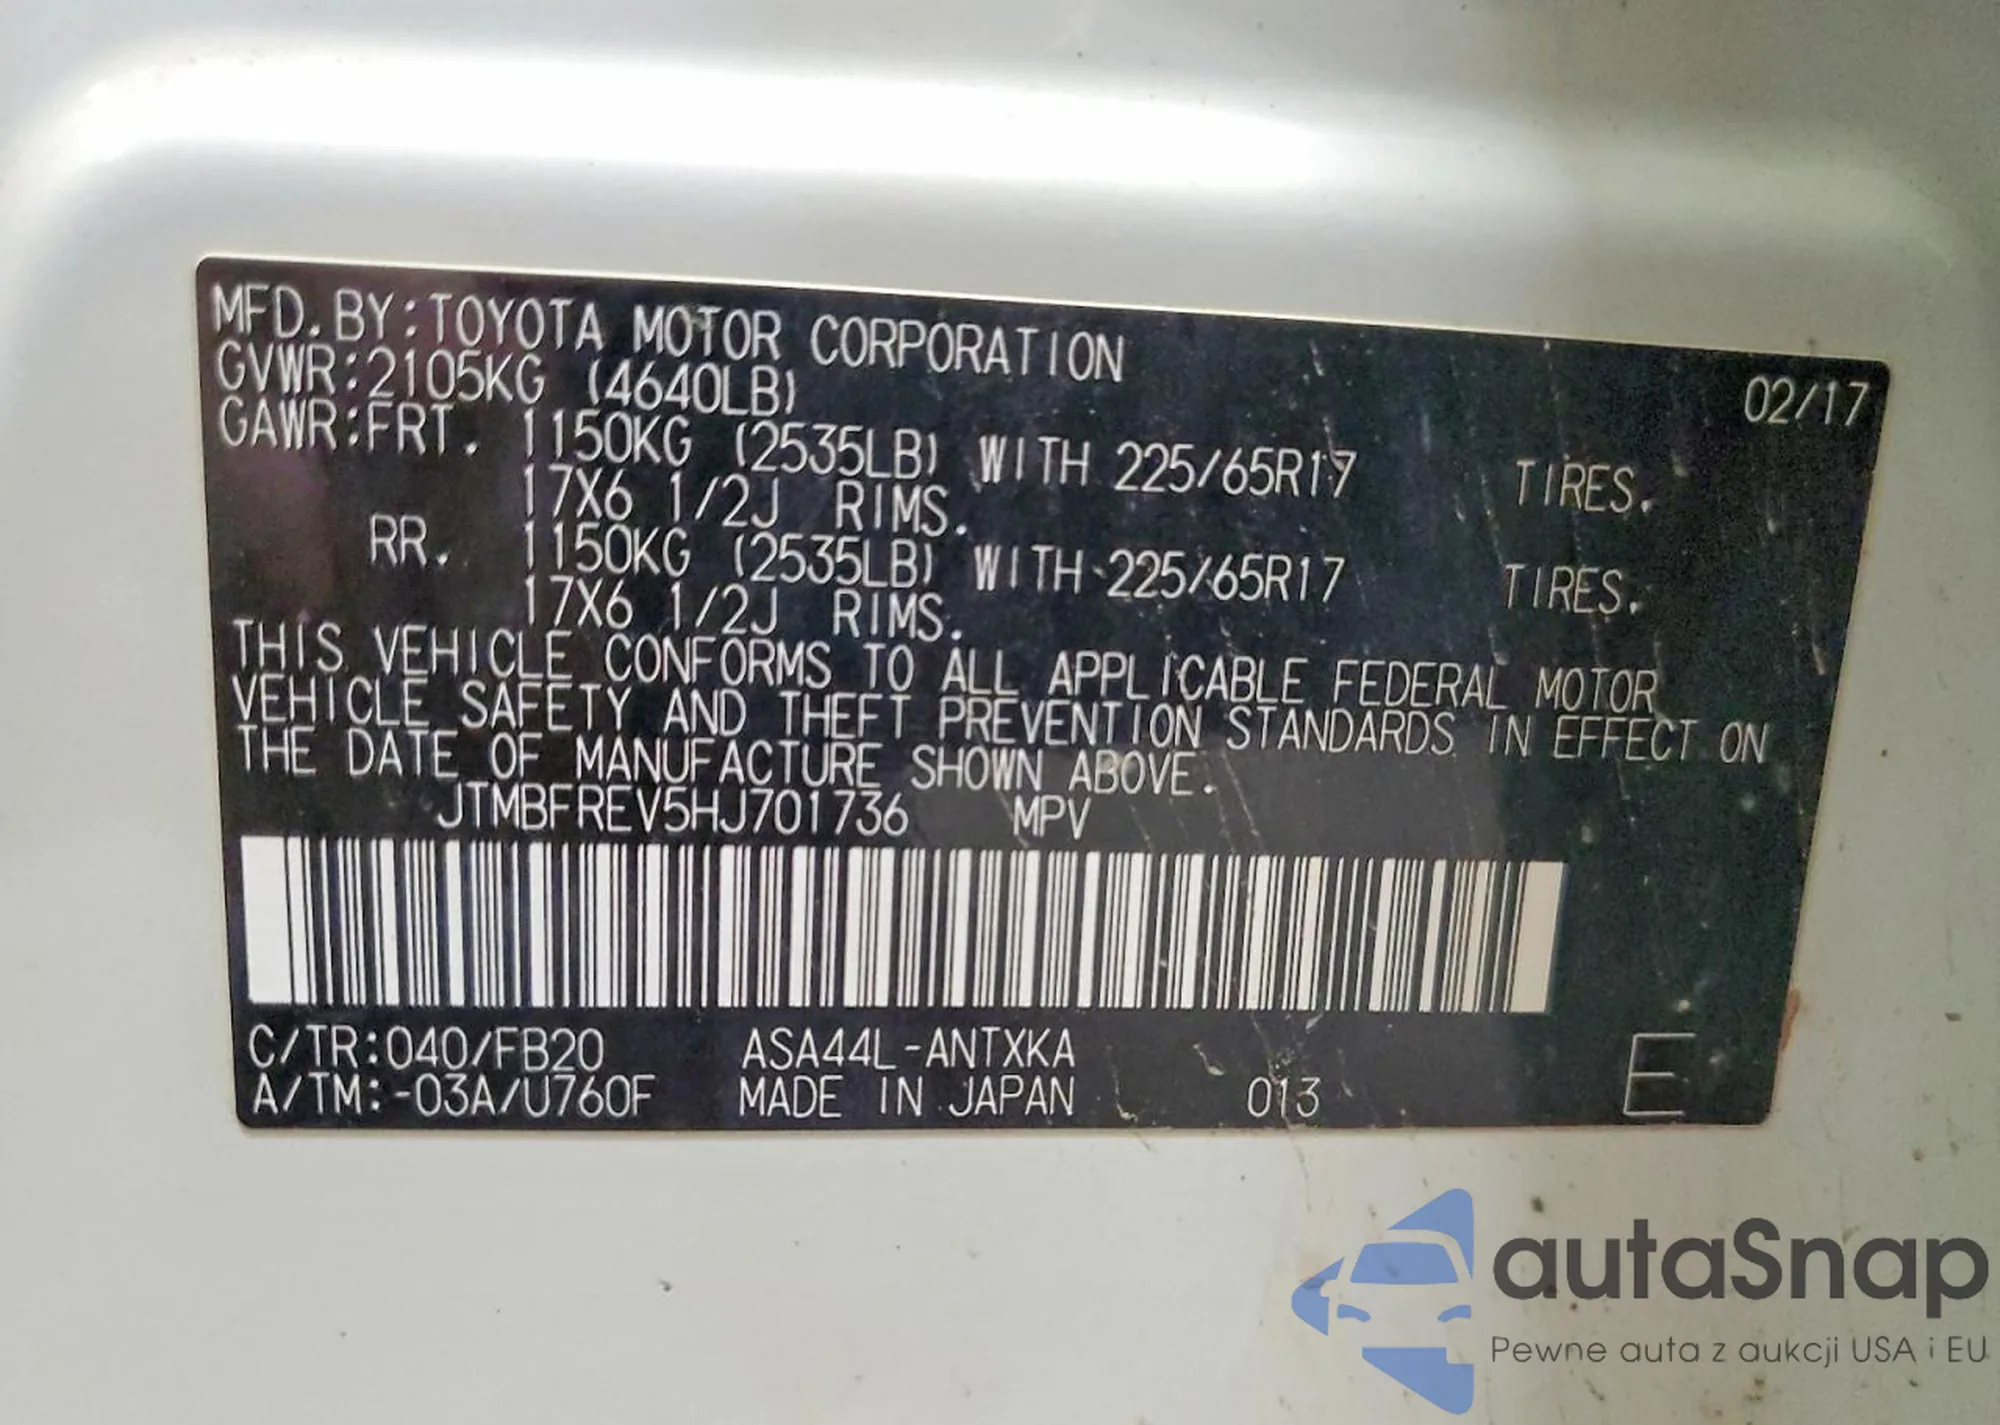 MFD. BY: TOYOTA MOTOR CORPORATION 02/17
GVWR: 2105KG (4640LB)
GAWR: FRT. 1150KG (2535LB) WITH 225/65R17 TIRES.
17X6 1/2J RIMS.
RR. 1150KG (2535LB) WITH 225/65R17 TIRES.
17X6 1/2J RIMS.
THIS VEHICLE CONFORMS TO ALL APPLICABLE FEDERAL MOTOR
VEHICLE SAFETY AND THEFT PREVENTION STANDARDS IN EFFECT ON
THE DATE OF MANUFACTURE SHOWN ABOVE.
JTMBFREV5HJ701736 MPV
C/TR: 040/FB20 ASA44L-ANTXKA
A/TM: -03A/U760F MADE IN JAPAN 013 E
autaSnap
Pewne auta z aukcji USA i EU